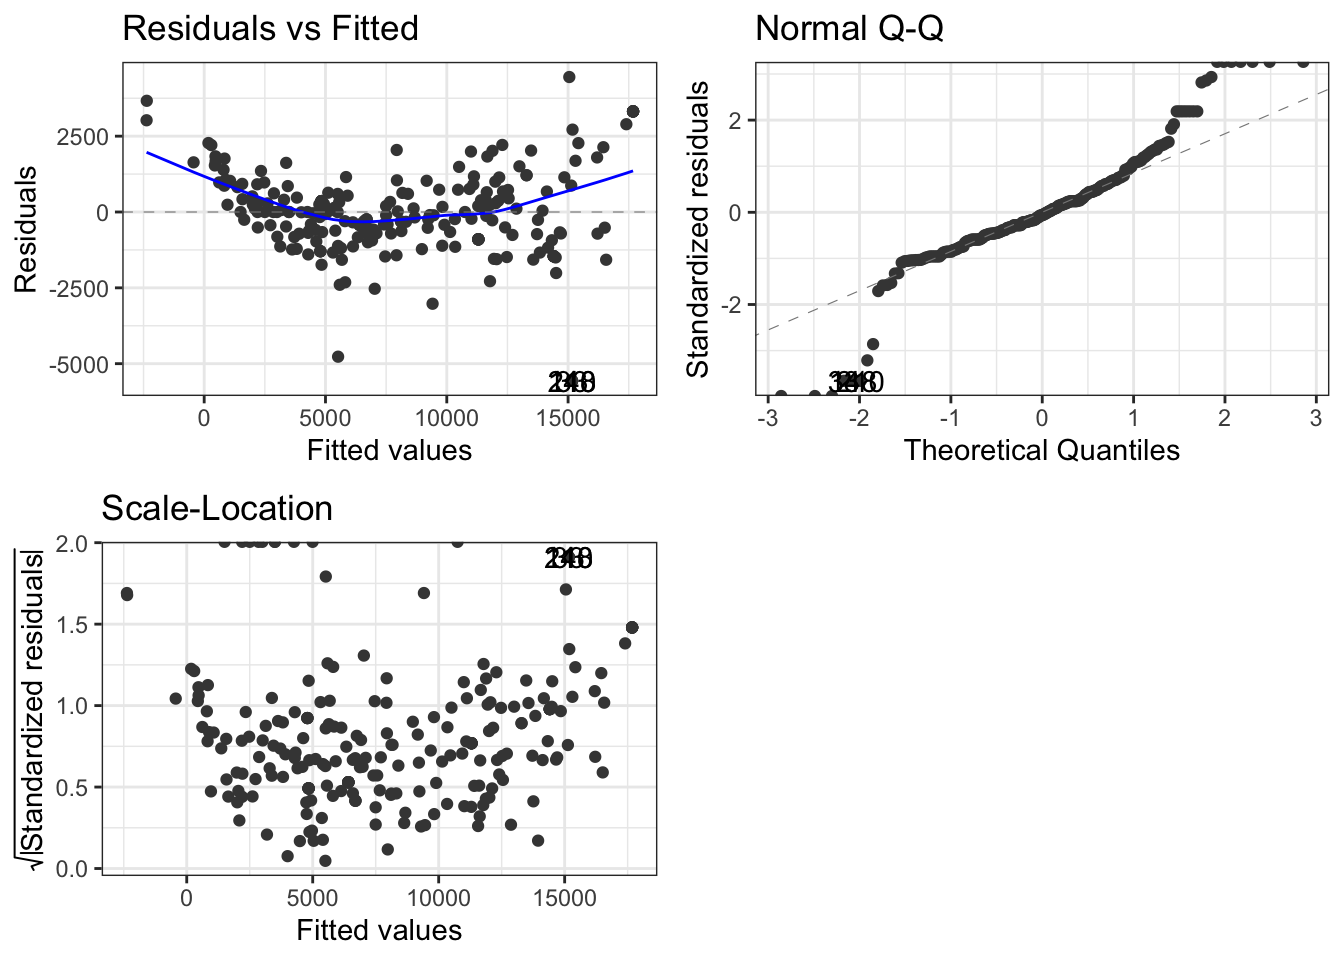 Residuals vs Fitted
Residuals
2500
0
-2500
-5000
0 5000 10000 15000
Fitted values
Normal Q-Q
Standardized residuals
2
0
-2
-3 -2 -1 0 1 2 3
Theoretical Quantiles
Scale-Location
√|Standardized residuals|
2.0
1.5
1.0
0.5
0.0
0 5000 10000 15000
Fitted values